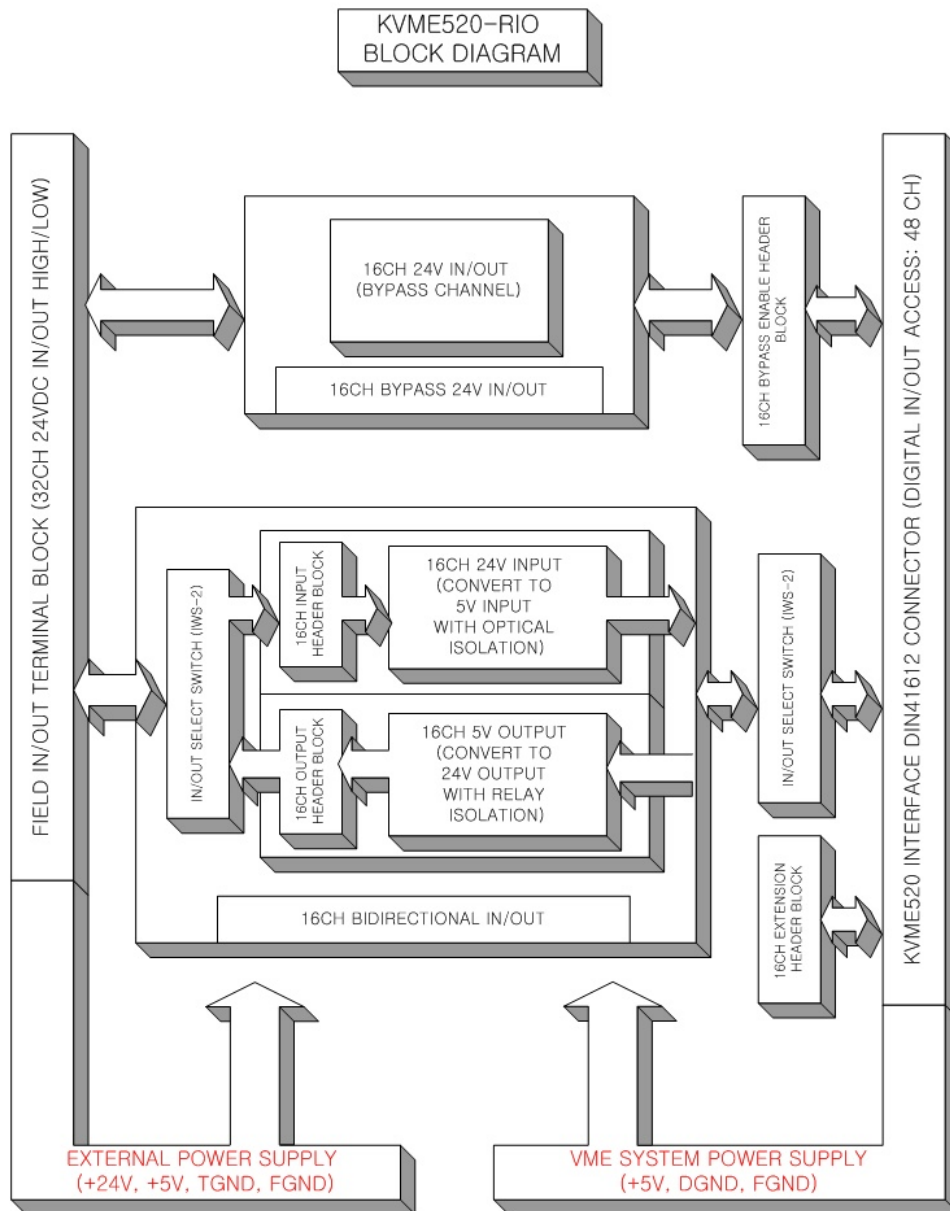 KVME520-RIO
BLOCK DIAGRAM
FIELD IN/OUT TERMINAL BLOCK (32CH 24VDC IN/OUT HIGH/LOW)
16CH 24V IN/OUT
(BYPASS CHANNEL)
16CH BYPASS 24V IN/OUT
16CH BYPASS ENABLE HEADER
BLOCK
KVME520 INTERFACE DIN41612 CONNECTOR (DIGITAL IN/OUT ACCESS: 48 CH)
IN/OUT SELECT SWITCH (IWS-2)
16CH INPUT
HEADER BLOCK
16CH 24V INPUT
(CONVERT TO
5V INPUT
WITH OPTICAL
ISOLATION)
16CH OUTPUT
HEADER BLOCK
16CH 5V OUTPUT
(CONVERT TO
24V OUTPUT
WITH RELAY
ISOLATION)
IN/OUT SELECT SWITCH (IWS-2)
16CH BIDIRECTIONAL IN/OUT
16CH EXTENSION
HEADER BLOCK
EXTERNAL POWER SUPPLY
(+24V, +5V, TGND, FGND)
VME SYSTEM POWER SUPPLY
(+5V, DGND, FGND)